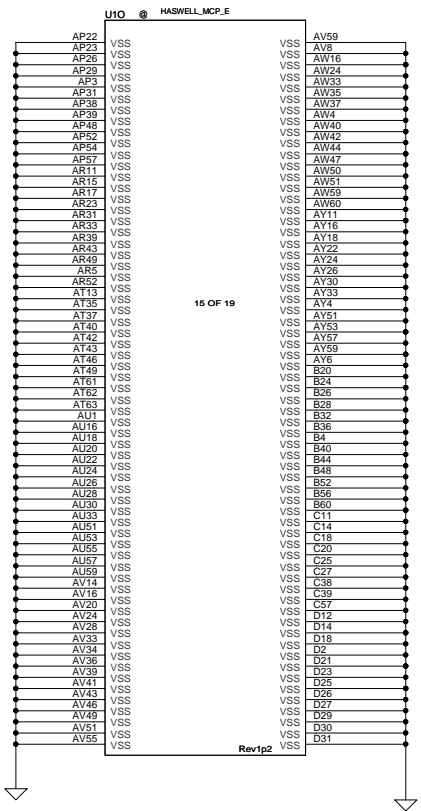 U1O @ HASWELL_MCP_E
AP22 VSS VSS AV59
AP23 VSS VSS AV8
AP26 VSS VSS AW16
AP29 VSS VSS AW24
AP3 VSS VSS AW33
AP31 VSS VSS AW35
AP38 VSS VSS AW37
AP39 VSS VSS AW4
AP48 VSS VSS AW40
AP52 VSS VSS AW42
AP54 VSS VSS AW44
AP57 VSS VSS AW47
AR11 VSS VSS AW50
AR15 VSS VSS AW51
AR17 VSS VSS AW59
AR23 VSS VSS AW60
AR31 VSS VSS AY11
AR33 VSS VSS AY16
AR39 VSS VSS AY18
AR43 VSS VSS AY22
AR49 VSS VSS AY24
AR5 VSS VSS AY26
AR52 VSS VSS AY30
AT13 VSS VSS AY33
AT35 VSS 15 OF 19 VSS AY4
AT37 VSS VSS AY51
AT40 VSS VSS AY53
AT42 VSS VSS AY57
AT43 VSS VSS AY59
AT46 VSS VSS AY6
AT49 VSS VSS B20
AT61 VSS VSS B24
AT62 VSS VSS B26
AT63 VSS VSS B28
AU1 VSS VSS B32
AU16 VSS VSS B36
AU18 VSS VSS B4
AU20 VSS VSS B40
AU22 VSS VSS B44
AU24 VSS VSS B48
AU26 VSS VSS B52
AU28 VSS VSS B56
AU30 VSS VSS B60
AU33 VSS VSS C11
AU51 VSS VSS C14
AU53 VSS VSS C18
AU55 VSS VSS C20
AU57 VSS VSS C25
AU59 VSS VSS C27
AV14 VSS VSS C38
AV16 VSS VSS C39
AV20 VSS VSS C57
AV24 VSS VSS D12
AV28 VSS VSS D14
AV33 VSS VSS D18
AV34 VSS VSS D2
AV36 VSS VSS D21
AV39 VSS VSS D23
AV41 VSS VSS D25
AV43 VSS VSS D26
AV46 VSS VSS D27
AV49 VSS VSS D29
AV51 VSS VSS D30
AV55 VSS VSS D31
Rev1p2